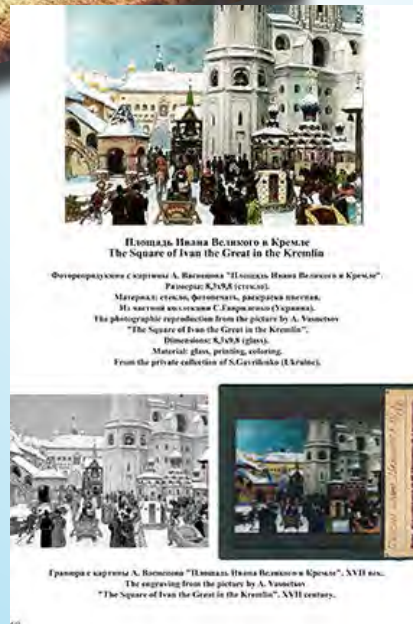 Площадь Ивана Великого в Кремле
The Square of Ivan the Great in the Kremlin
Фоторепродукция с картины А. Васнецова "Площадь Ивана Великого в Кремле".
Размеры: 8,3х9,8 (стекло).
Материал: стекло, фотопечать, раскраска цветная.
Из частной коллекции С.Гавриленко (Украина).
The photographic reproduction from the picture by A. Vasnetsov
"The Square of Ivan the Great in the Kremlin".
Dimensions: 8,3x9,8 (glass).
Material: glass, printing, coloring.
From the private collection of S.Gavrilenko (Ukraine).
Гравюра с картины А. Васнецова "Площадь Ивана Великого в Кремле". XVII век.
The engraving from the picture by A. Vasnetsov
"The Square of Ivan the Great in the Kremlin". XVII century.